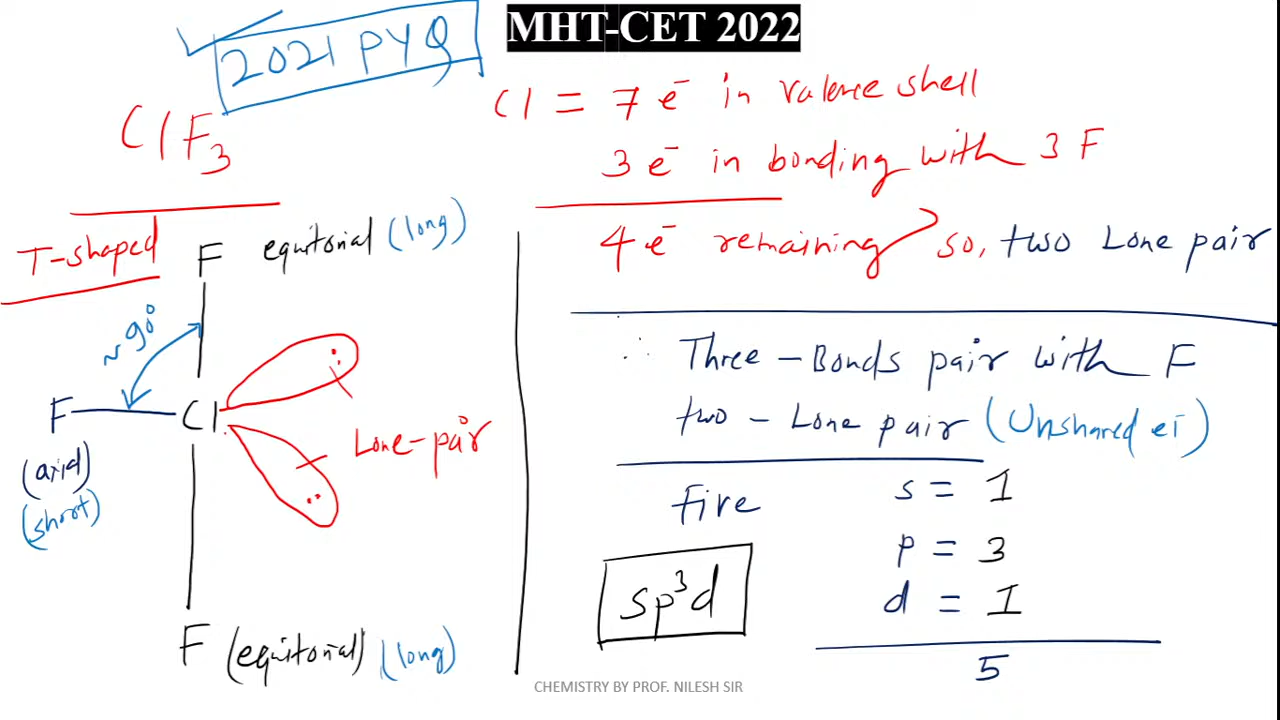 MHT-CET 2022
2021 PYQ
ClF3
T-shaped
F equitorial (long)
~90°
F Cl
Lone-pair
(axial)
(short)
F (equitorial) (long)
Cl = 7 e⁻ in valence shell
3 e⁻ in bonding with 3 F
4 e⁻ remaining so, two Lone pair
∴ Three - Bonds pair with F
two - Lone pair (Unshared e⁻)
Five
sp³d
s = 1
p = 3
d = 1
5
CHEMISTRY BY PROF. NILESH SIR